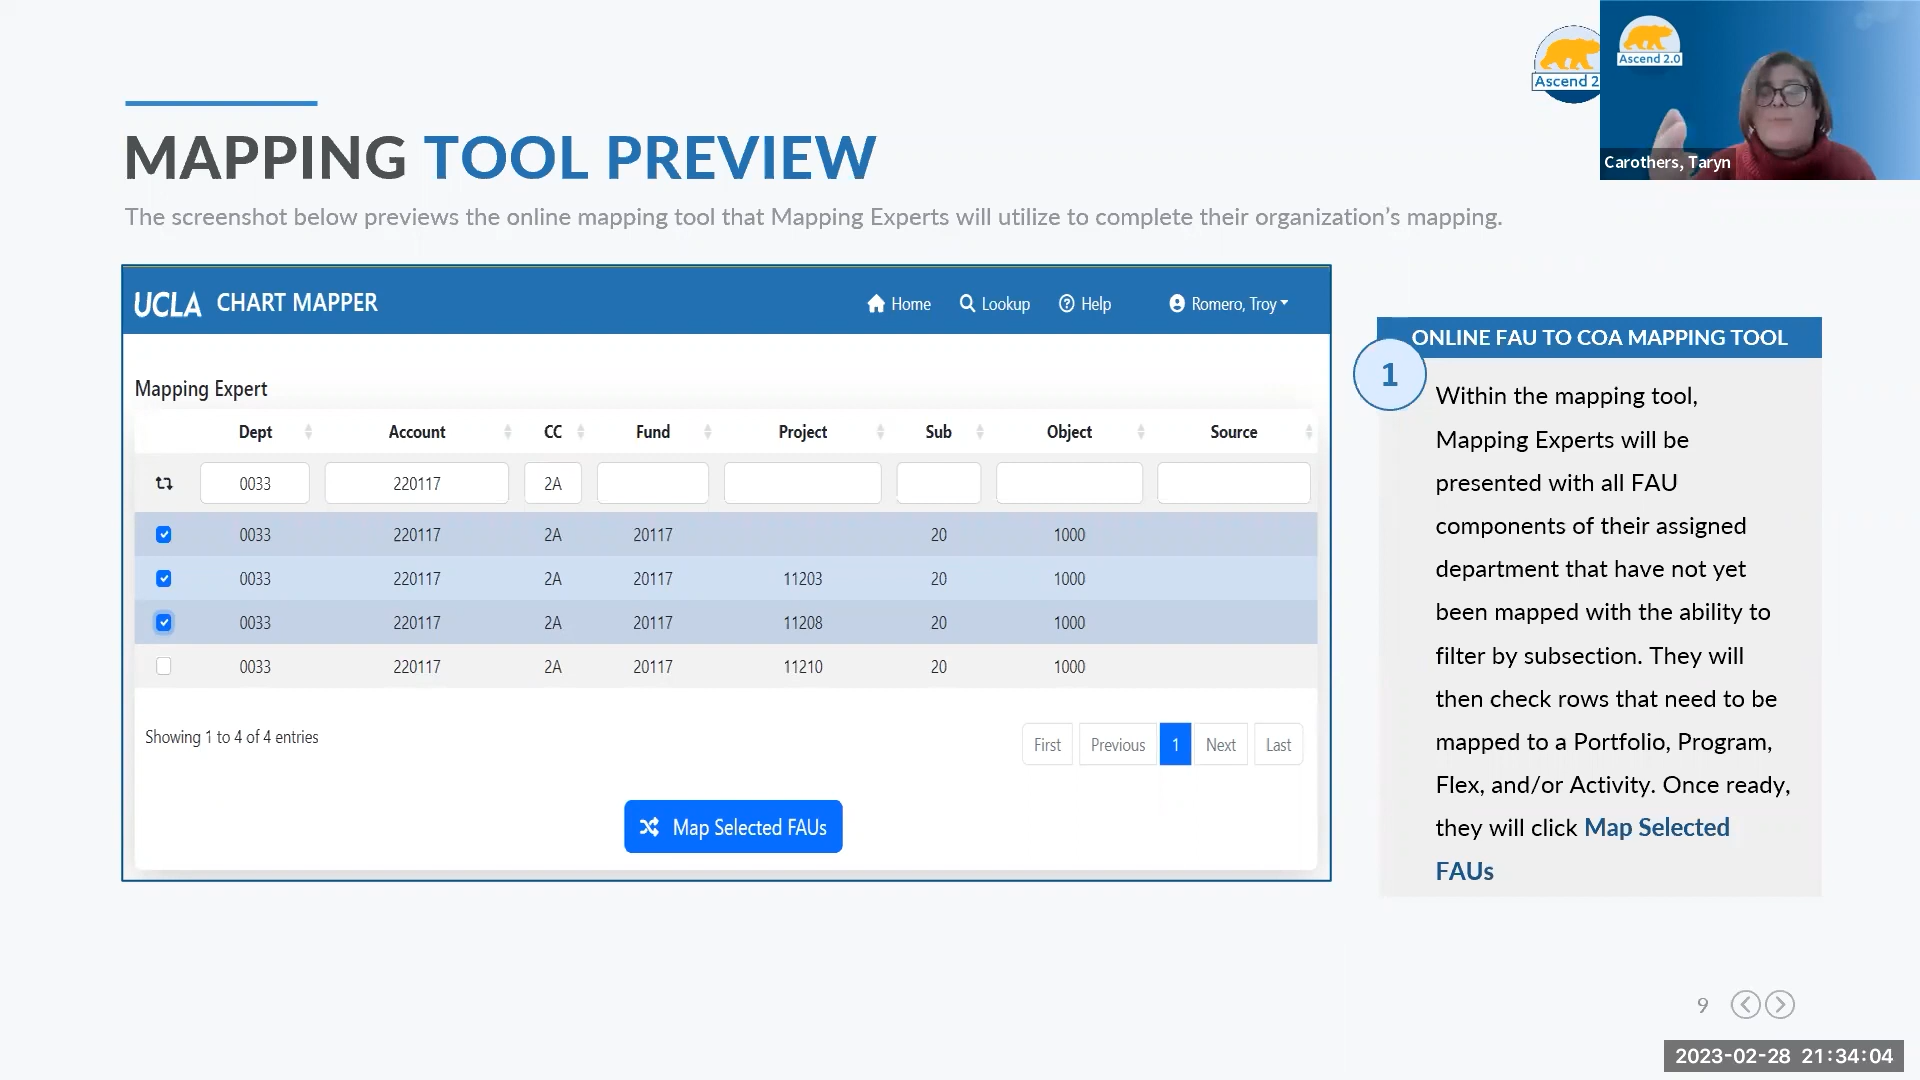 Ascend 2
Ascend 2.0
Carothers, Taryn
MAPPING TOOL PREVIEW
The screenshot below previews the online mapping tool that Mapping Experts will utilize to complete their organization's mapping.
UCLA CHART MAPPER Home Lookup Help Romero, Troy
Mapping Expert
Dept Account CC Fund Project Sub Object Source
0033 220117 2A
0033 220117 2A 20117 20 1000
0033 220117 2A 20117 11203 20 1000
0033 220117 2A 20117 11208 20 1000
0033 220117 2A 20117 11210 20 1000
Showing 1 to 4 of 4 entries
First Previous 1 Next Last
Map Selected FAUs
ONLINE FAU TO COA MAPPING TOOL
1
Within the mapping tool,
Mapping Experts will be
presented with all FAU
components of their assigned
department that have not yet
been mapped with the ability to
filter by subsection. They will
then check rows that need to be
mapped to a Portfolio, Program,
Flex, and/or Activity. Once ready,
they will click Map Selected
FAUs
9
2023-02-28 21:34:04